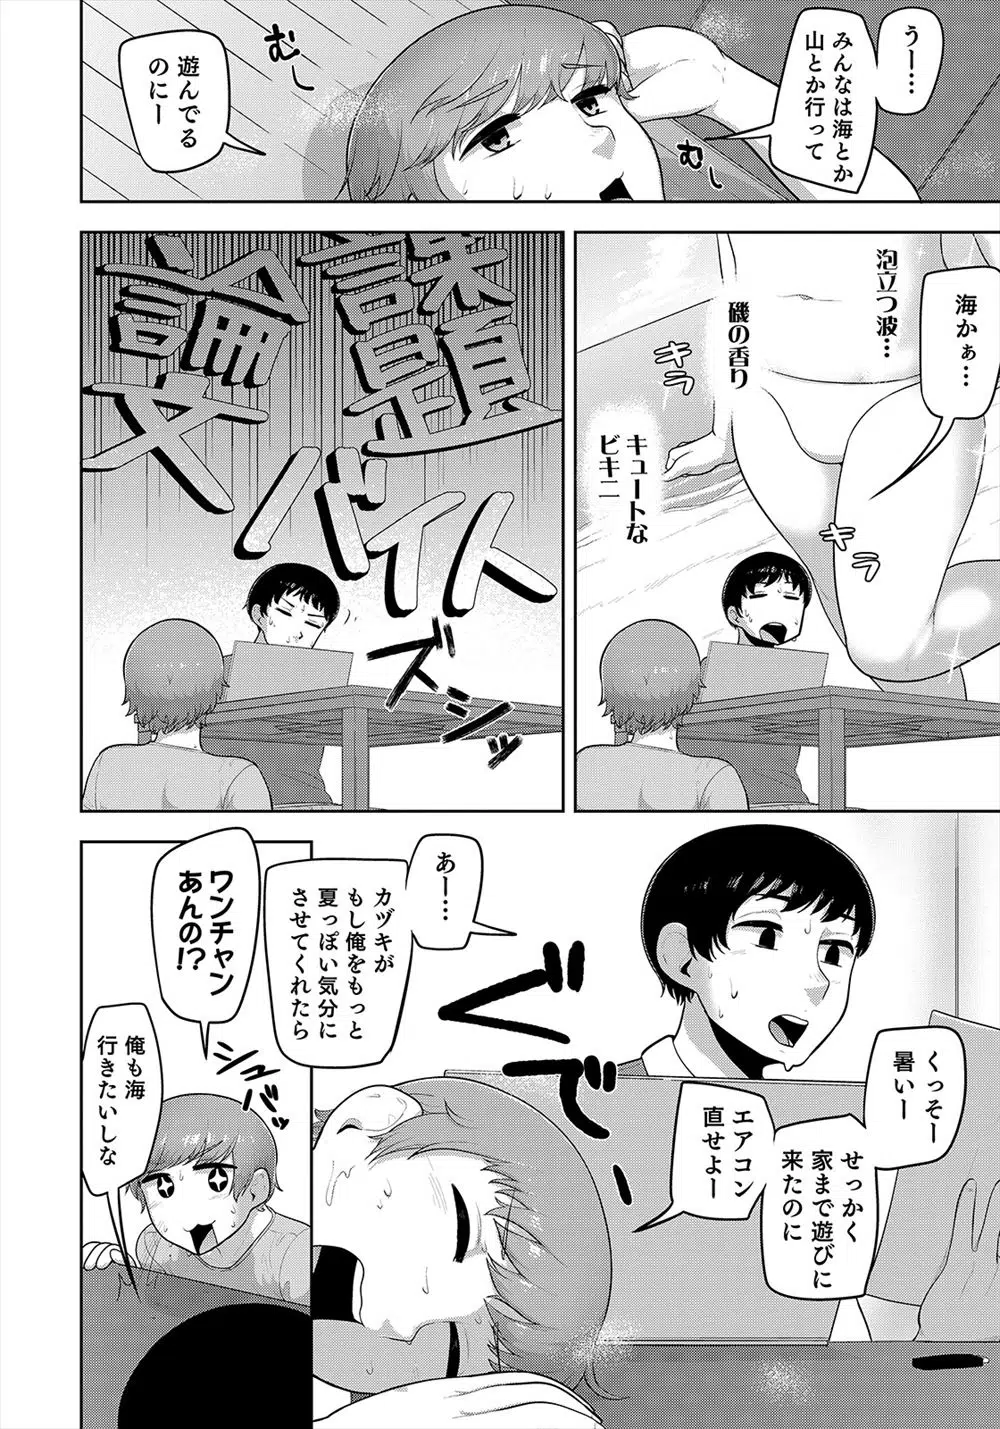 うー…
みんなは海とか
山とか行って
むし
遊んでる
のにー
むし
海かぁ…
泡立つ波…
磯の香り
キラ
キュートな
ビキニ
キラ
課題
論文
バイト
ズシッ
くっそー
暑いー
せっかく
家まで遊びに
来たのに
エアコン
直せよー
ぐで〜
あー…
カヅキが
もし俺をもっと
夏っぽい気分に
させてくれたら
ワンチャン
あんの!?
シュバッ
俺も海
行きたいしな